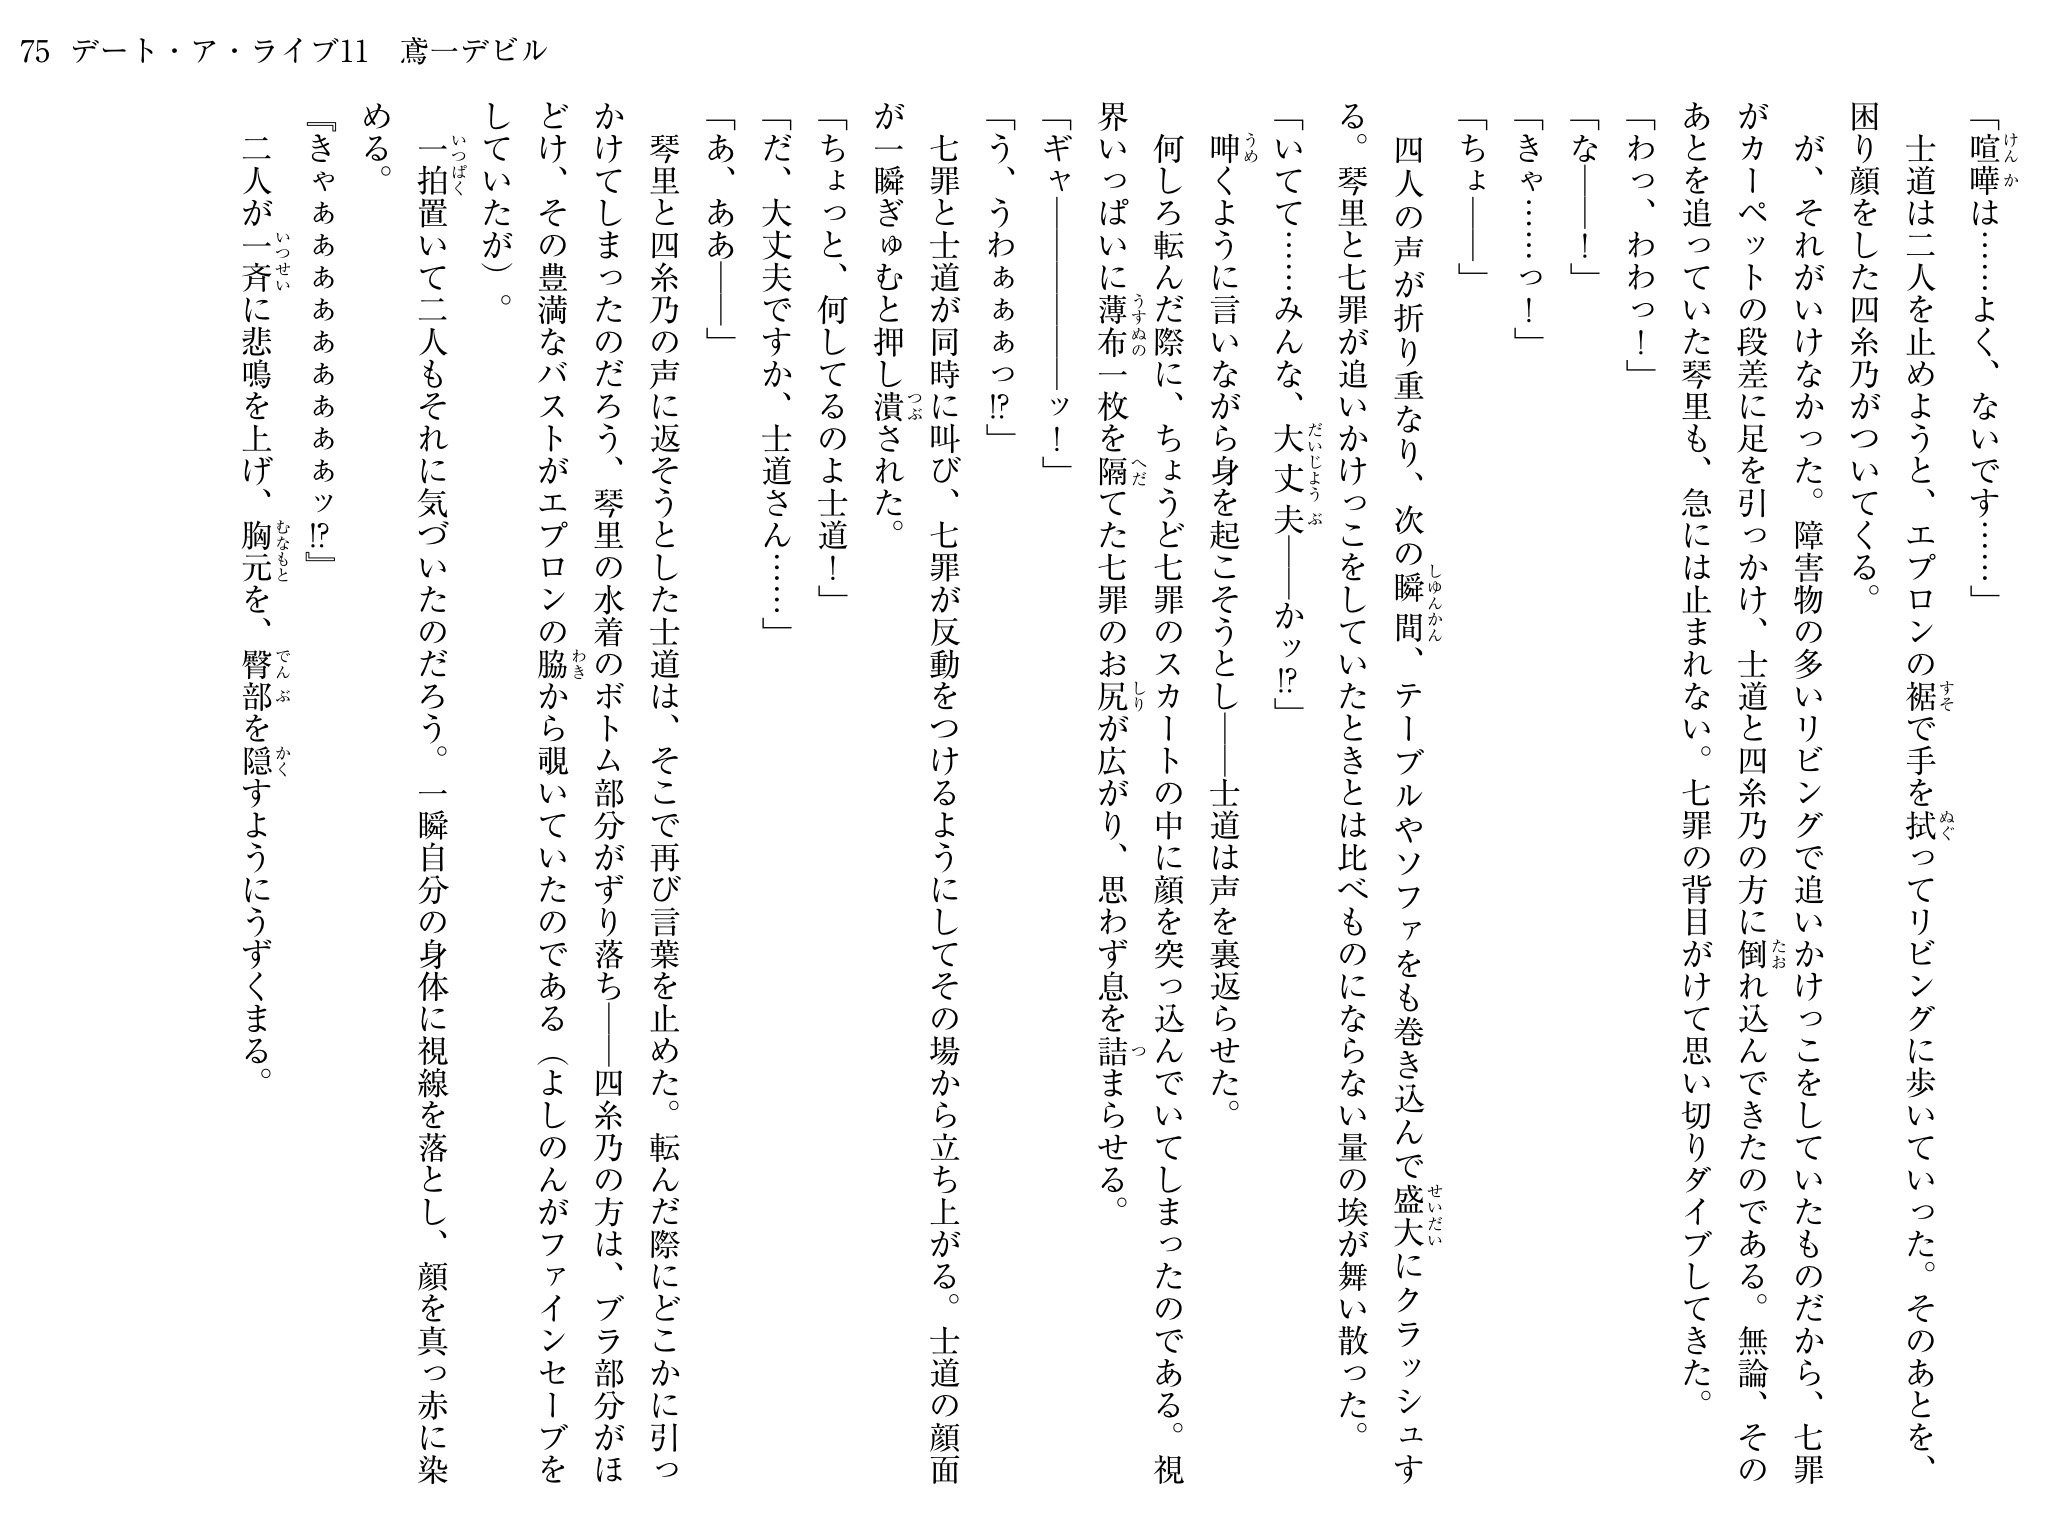 75 デート・ア・ライブ11 鳶一デビル
「喧嘩は……よく、ないです……」
士道は二人を止めようと、エプロンの裾で手を拭ってリビングに歩いていった。そのあとを、
困り顔をした四糸乃がついてくる。
が、それがいけなかった。障害物の多いリビングで追いかけっこをしていたものだから、七罪
がカーペットの段差に足を引っかけ、士道と四糸乃の方に倒れ込んできたのである。無論、その
あとを追っていた琴里も、急には止まれない。七罪の背目がけて思い切りダイブしてきた。
「わっ、わわっ！」
「な――！」
「きゃ……っ！」
「ちょ――」
四人の声が折り重なり、次の瞬間、テーブルやソファをも巻き込んで盛大にクラッシュす
る。琴里と七罪が追いかけっこをしていたときとは比べものにならない量の埃が舞い散った。
「いてて……みんな、大丈夫――かッ⁉」
呻くように言いながら身を起こそうとし――士道は声を裏返らせた。
何しろ転んだ際に、ちょうど七罪のスカートの中に顔を突っ込んでいてしまったのである。視
界いっぱいに薄布一枚を隔てた七罪のお尻が広がり、思わず息を詰まらせる。
「ギャ――――――ッ！」
「う、うわぁぁぁっ⁉」
七罪と士道が同時に叫び、七罪が反動をつけるようにしてその場から立ち上がる。士道の顔面
が一瞬ぎゅむと押し潰された。
「ちょっと、何してるのよ士道！」
「だ、大丈夫ですか、士道さん……」
「あ、ああ――」
琴里と四糸乃の声に返そうとした士道は、そこで再び言葉を止めた。転んだ際にどこかに引っ
かけてしまったのだろう、琴里の水着のボトム部分がずり落ち――四糸乃の方は、ブラ部分がほ
どけ、その豊満なバストがエプロンの脇から覗いていたのである（よしのんがファインセーブを
していたが）。
一拍置いて二人もそれに気づいたのだろう。一瞬自分の身体に視線を落とし、顔を真っ赤に染
める。
『きゃぁぁぁぁぁぁぁぁぁッ⁉』
二人が一斉に悲鳴を上げ、胸元を、臀部を隠すようにうずくまる。